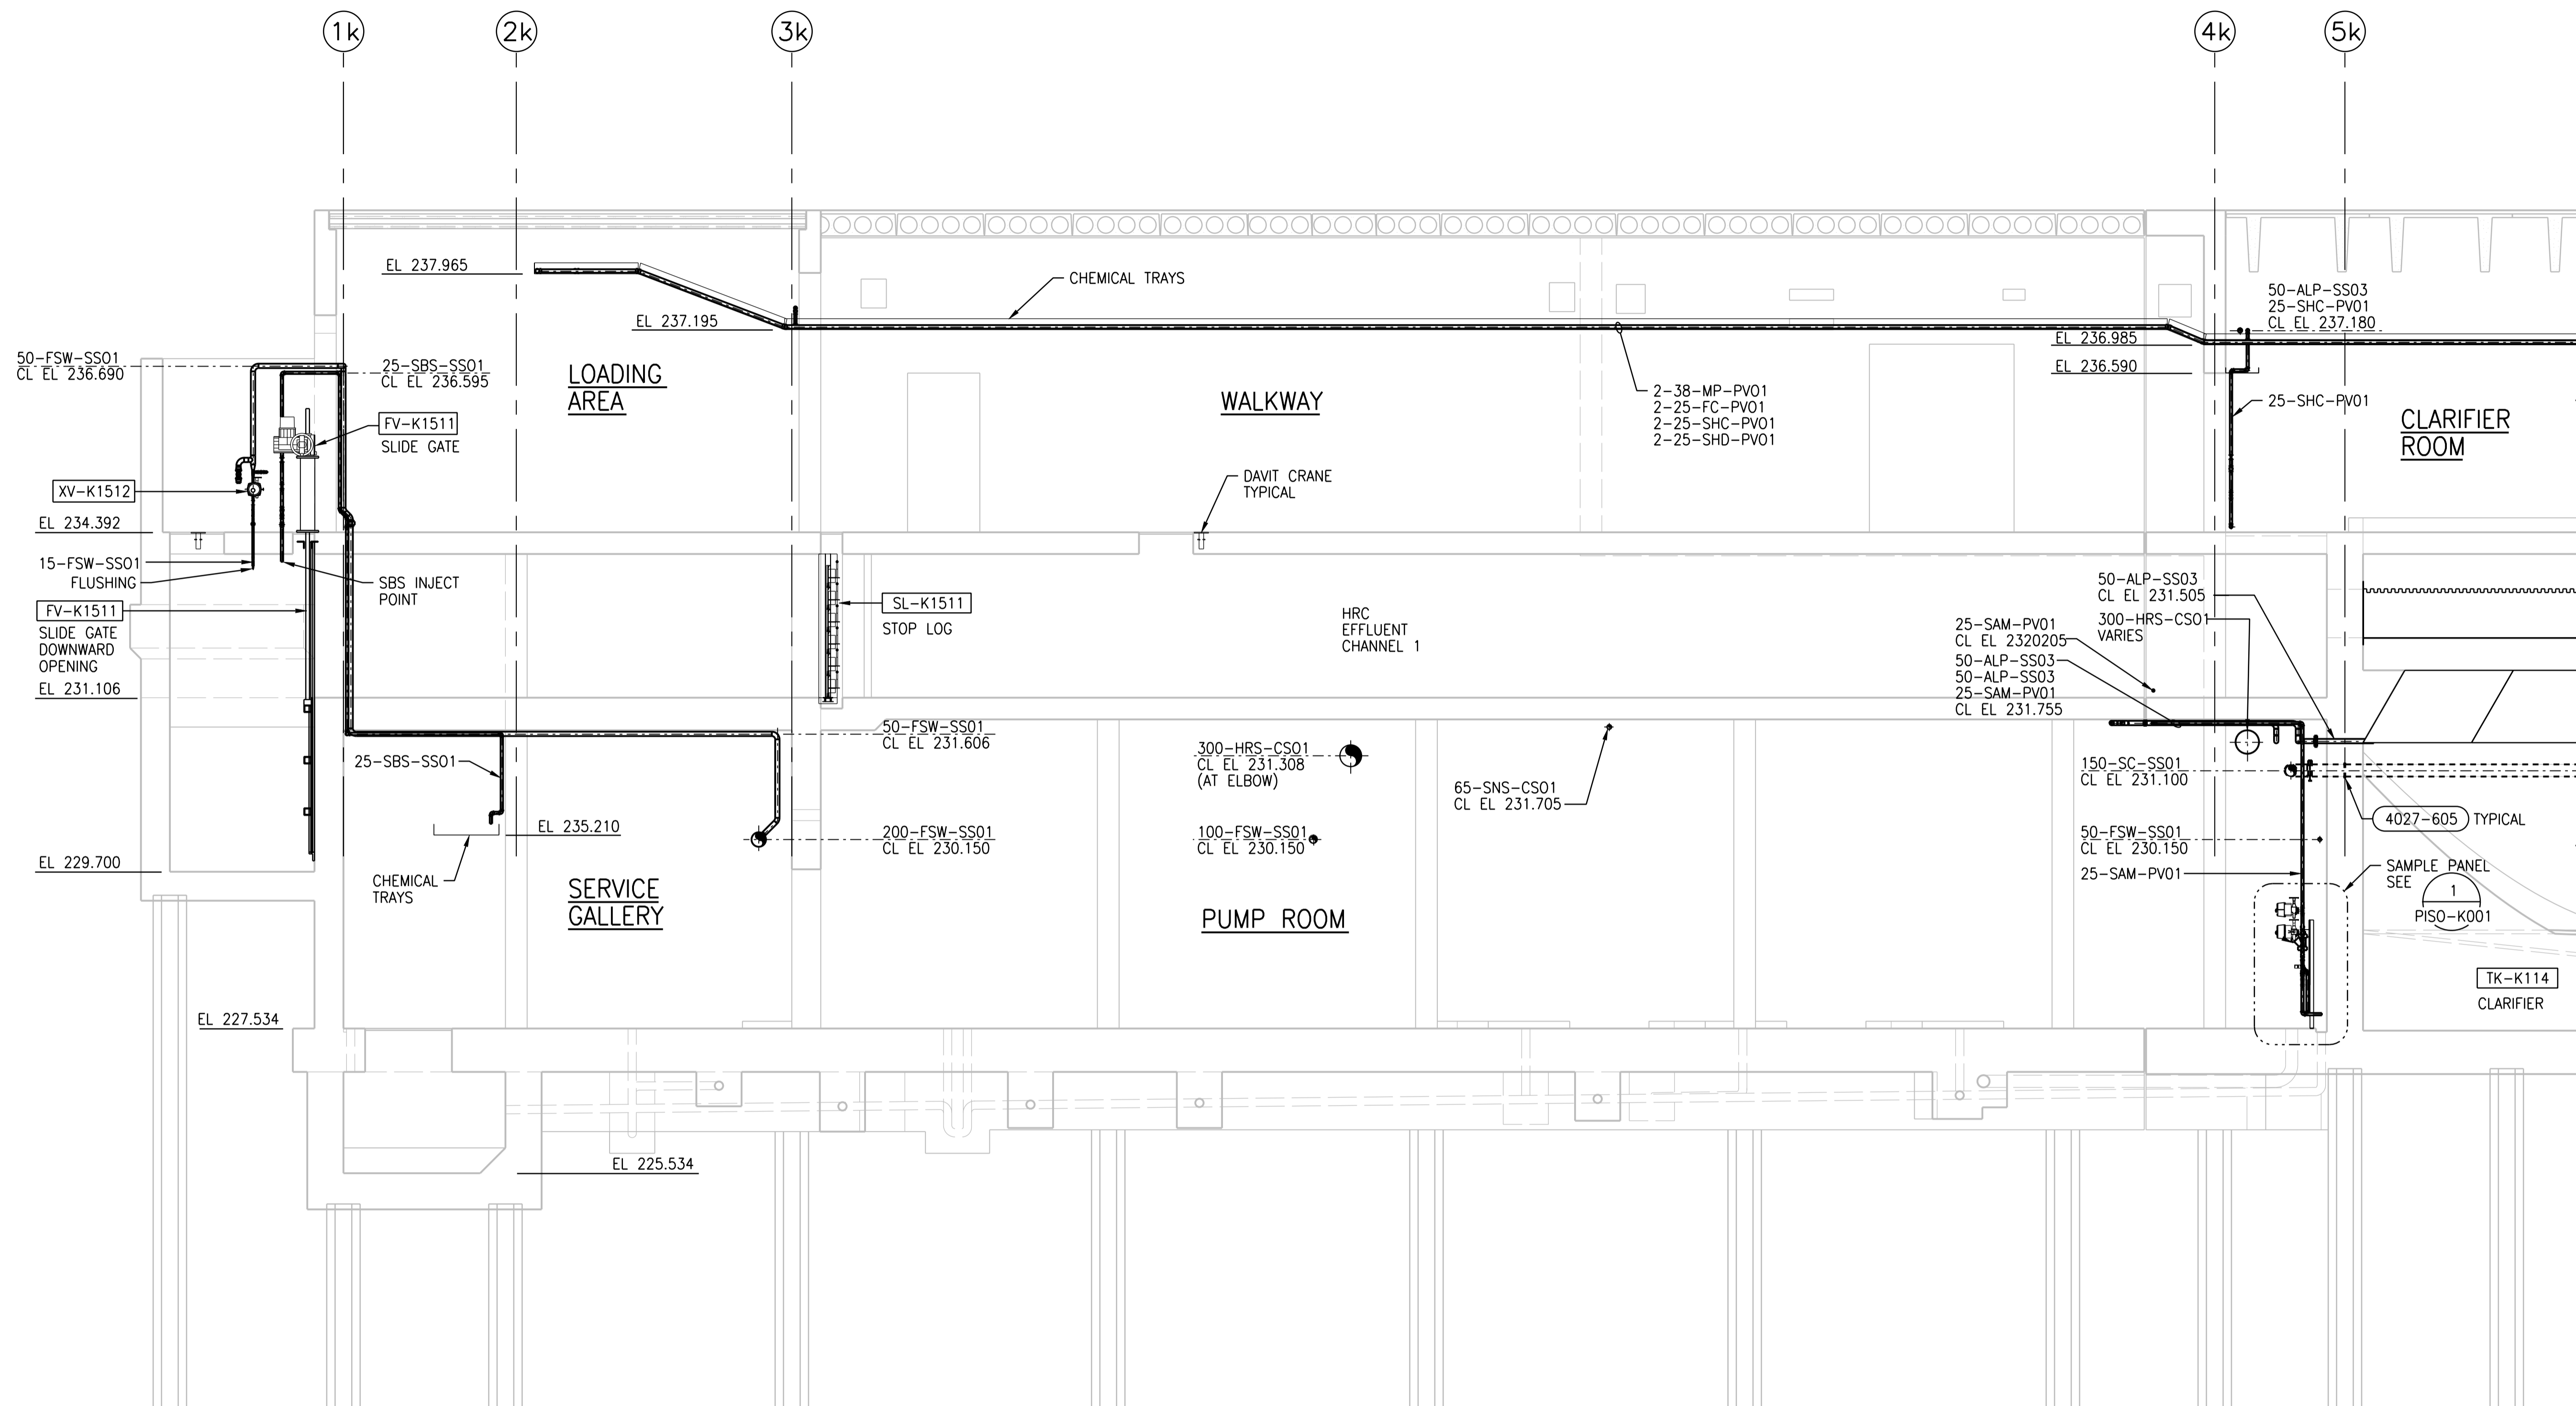 1k
2k
3k
4k
5k
EL 237.965
CHEMICAL TRAYS
EL 237.195
50-ALP-SS03
25-SHC-PV01
CL EL 237.180
EL 236.985
EL 236.590
50-FSW-SS01
CL EL 236.690
25-SBS-SS01
CL EL 236.595
LOADING
AREA
WALKWAY
2-38-MP-PV01
2-25-FC-PV01
2-25-SHC-PV01
2-25-SHD-PV01
25-SHC-PV01
CLARIFIER
ROOM
FV-K1511
SLIDE GATE
XV-K1512
DAVIT CRANE
TYPICAL
EL 234.392
15-FSW-SS01
FLUSHING
SBS INJECT
POINT
FV-K1511
SLIDE GATE
DOWNWARD
OPENING
EL 231.106
SL-K1511
STOP LOG
HRC
EFFLUENT
CHANNEL 1
50-ALP-SS03
CL EL 231.505
300-HRS-CS01
VARIES
25-SAM-PV01
CL EL 2320205
50-ALP-SS03
50-ALP-SS03
25-SAM-PV01
CL EL 231.755
50-FSW-SS01
CL EL 231.606
25-SBS-SS01
300-HRS-CS01
CL EL 231.308
(AT ELBOW)
65-SNS-CS01
CL EL 231.705
150-SC-SS01
CL EL 231.100
4027-605
TYPICAL
EL 235.210
200-FSW-SS01
CL EL 230.150
100-FSW-SS01
CL EL 230.150
50-FSW-SS01
CL EL 230.150
EL 229.700
CHEMICAL
TRAYS
SERVICE
GALLERY
PUMP ROOM
25-SAM-PV01
SAMPLE PANEL
SEE
1
PISO-K001
TK-K114
CLARIFIER
EL 227.534
EL 225.534